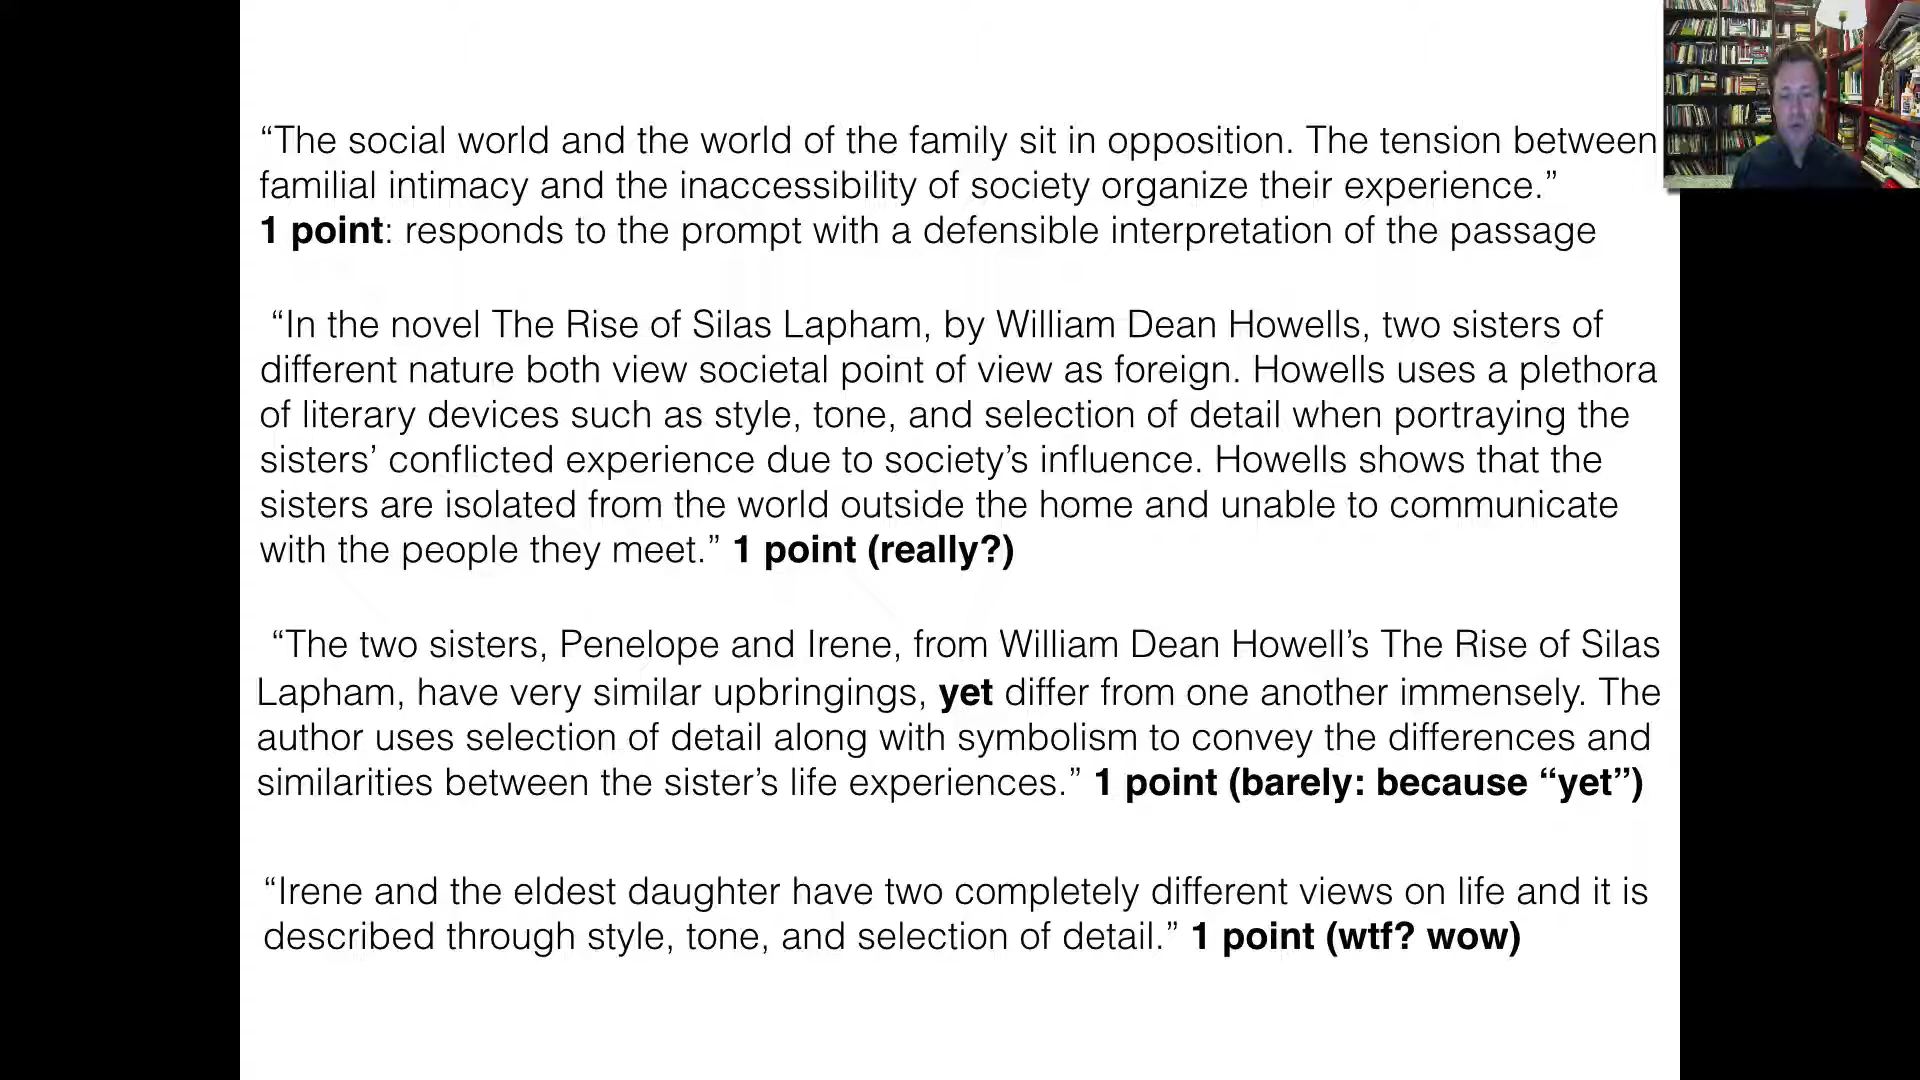 “The social world and the world of the family sit in opposition. The tension between
familial intimacy and the inaccessibility of society organize their experience.”
1 point: responds to the prompt with a defensible interpretation of the passage
“In the novel The Rise of Silas Lapham, by William Dean Howells, two sisters of
different nature both view societal point of view as foreign. Howells uses a plethora
of literary devices such as style, tone, and selection of detail when portraying the
sisters’ conflicted experience due to society’s influence. Howells shows that the
sisters are isolated from the world outside the home and unable to communicate
with the people they meet.” 1 point (really?)
“The two sisters, Penelope and Irene, from William Dean Howell’s The Rise of Silas
Lapham, have very similar upbringings, yet differ from one another immensely. The
author uses selection of detail along with symbolism to convey the differences and
similarities between the sister’s life experiences.” 1 point (barely: because “yet”)
“Irene and the eldest daughter have two completely different views on life and it is
described through style, tone, and selection of detail.” 1 point (wtf? wow)